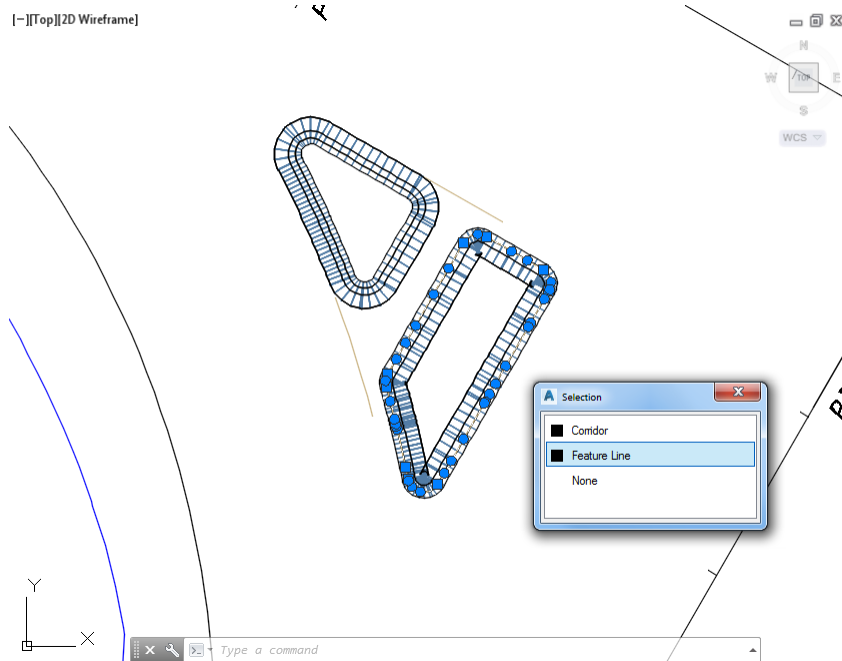 [−][Top][2D Wireframe]
N
W
TOP
E
S
WCS
Selection
Corridor
Feature Line
None
Y
X
Type a command